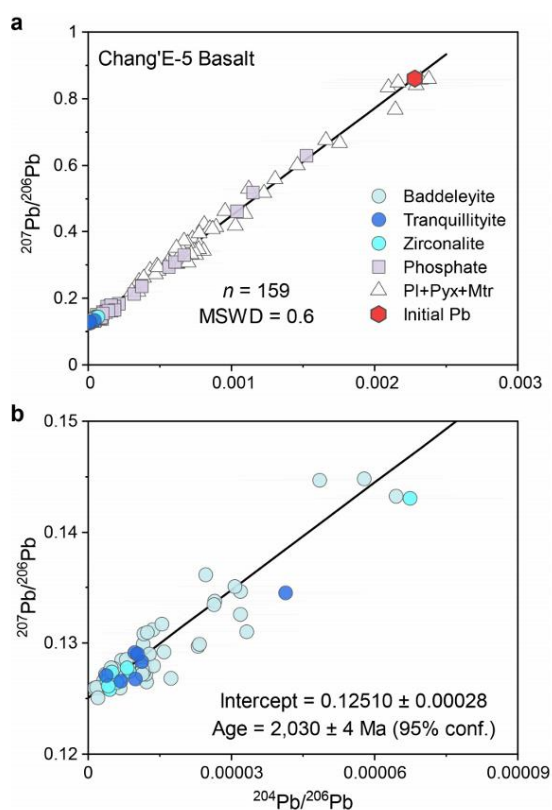 a
Chang'E-5 Basalt
1
0.8
0.6
0.4
0.2
0
²⁰⁷Pb/²⁰⁶Pb
Baddeleyite
Tranquillityite
Zirconalite
Phosphate
Pl+Pyx+Mtr
Initial Pb
n = 159
MSWD = 0.6
0 0.001 0.002 0.003
b
0.15
0.14
0.13
0.12
²⁰⁷Pb/²⁰⁶Pb
Intercept = 0.12510 ± 0.00028
Age = 2,030 ± 4 Ma (95% conf.)
0 0.00003 0.00006 0.00009
²⁰⁴Pb/²⁰⁶Pb